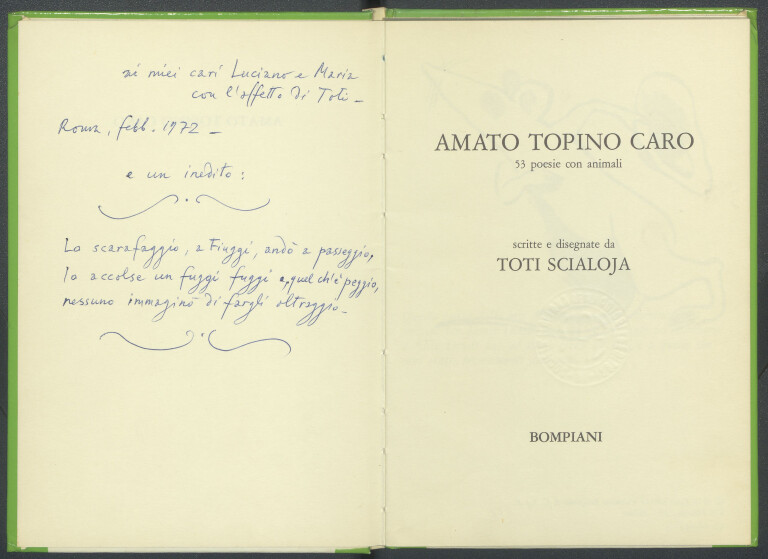 ai miei cari Luciano e Maria
con l'affetto di Toti –
Roma, febb. 1972 –
e un inedito:
Lo scarafaggio, a Fiuggi, andò a passeggio,
lo accolse un fuggi fuggi e, quel ch'è peggio,
nessuno immaginò di fargli oltraggio –
AMATO TOPINO CARO
53 poesie con animali
scritte e disegnate da
TOTI SCIALOJA
BOMPIANI